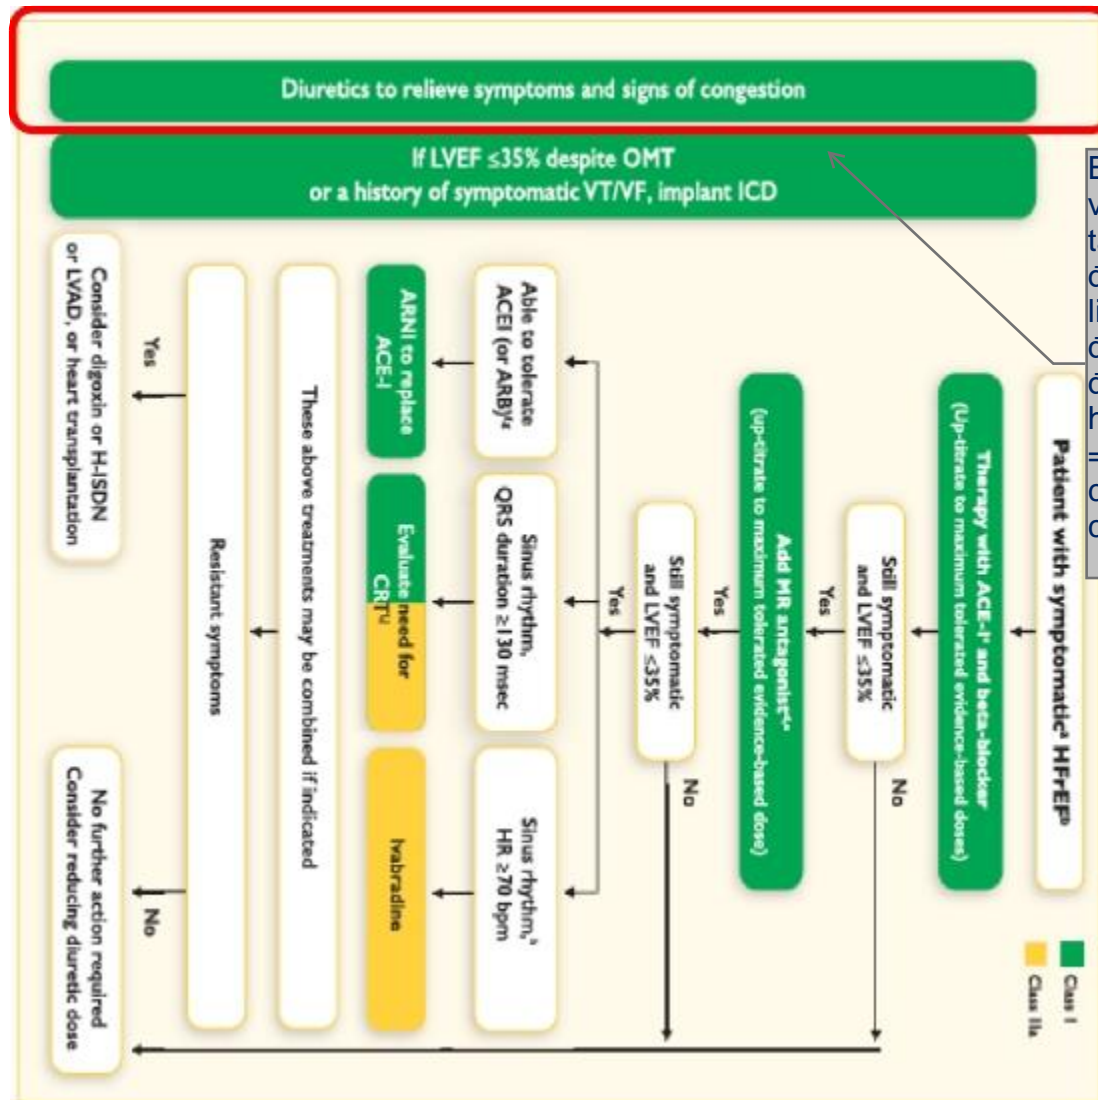 Diuretics to relieve symptoms and signs of congestion
If LVEF ≤35% despite OMT
or a history of symptomatic VT/VF, implant ICD
Patient with symptomatic HFrEF
Class I
Class IIa
Therapy with ACE-I and beta-blocker
(Up-titrate to maximum tolerated evidence-based doses)
Still symptomatic
and LVEF ≤35%
No
Yes
Add MR antagonist
(up-titrate to maximum tolerated evidence-based dose)
Yes
Still symptomatic
and LVEF ≤35%
No
Yes
Able to tolerate
ACEI (or ARB)
Sinus rhythm,
QRS duration ≥130 msec
Sinus rhythm,
HR ≥70 bpm
ARNI to replace
ACE-I
Evaluate need for
CRT
Ivabradine
These above treatments may be combined if indicated
Resistant symptoms
Yes
No
Consider digoxin or H-ISDN
or LVAD, or heart transplantation
No further action required
Consider reducing diuretic dose